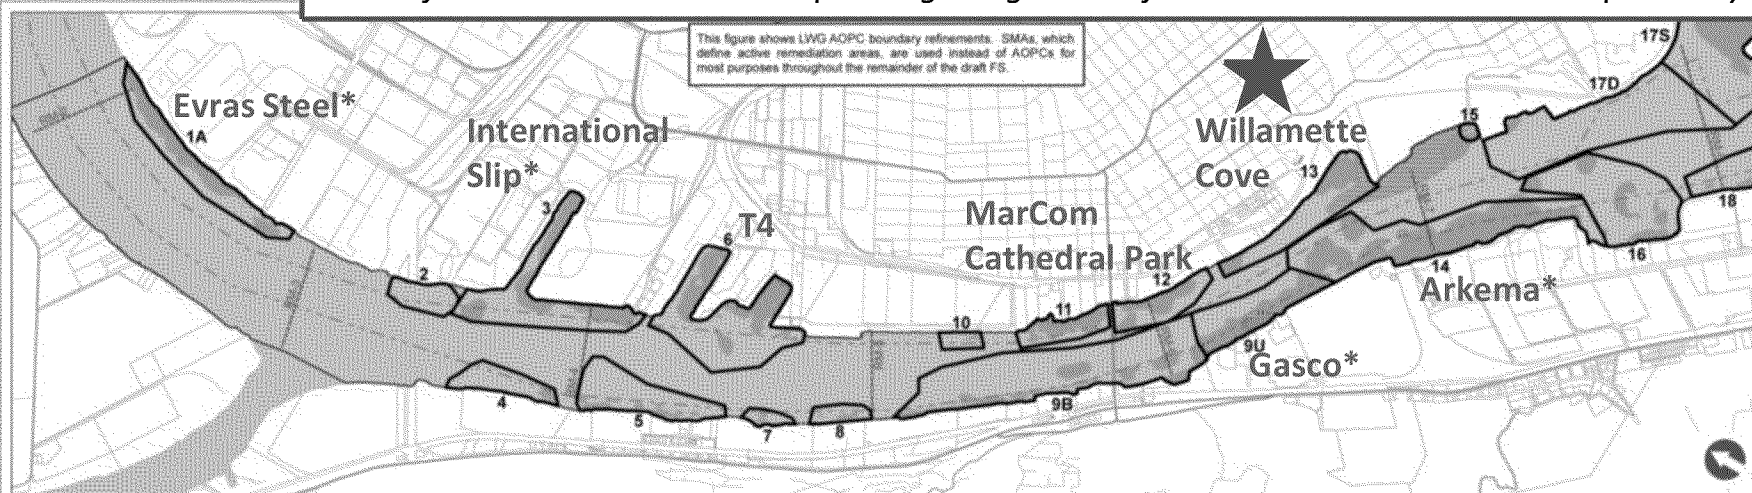 This figure shows LWG AOPC boundary refinements. SMAs, which
define active remediation areas, are used instead of AOPCs for
most purposes throughout the remainder of the draft FS.
17S
17D
Evras Steel*
1A
International
Slip*
3
Willamette
Cove
15
13
18
T4
6
MarCom
Cathedral Park
12
16
14
Arkema*
2
11
10
9U
Gasco*
4
5
7
8
9B